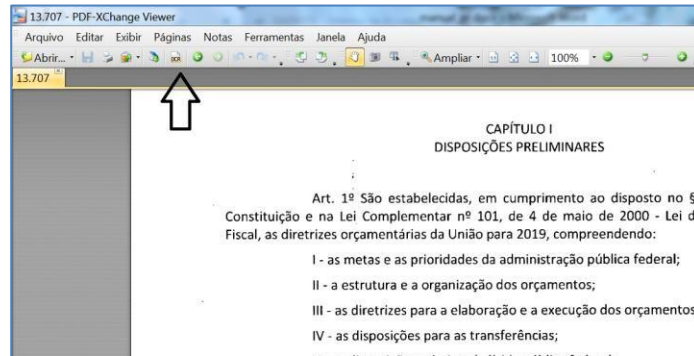 13.707 - PDF-XChange Viewer
Arquivo Editar Exibir Páginas Notas Ferramentas Janela Ajuda
Abrir... OCR Ampliar 100%
13.707
CAPÍTULO I
DISPOSIÇÕES PRELIMINARES
Art. 1º São estabelecidas, em cumprimento ao disposto no §
Constituição e na Lei Complementar nº 101, de 4 de maio de 2000 - Lei d
Fiscal, as diretrizes orçamentárias da União para 2019, compreendendo:
I - as metas e as prioridades da administração pública federal;
II - a estrutura e a organização dos orçamentos;
III - as diretrizes para a elaboração e a execução dos orçamentos
IV - as disposições para as transferências;